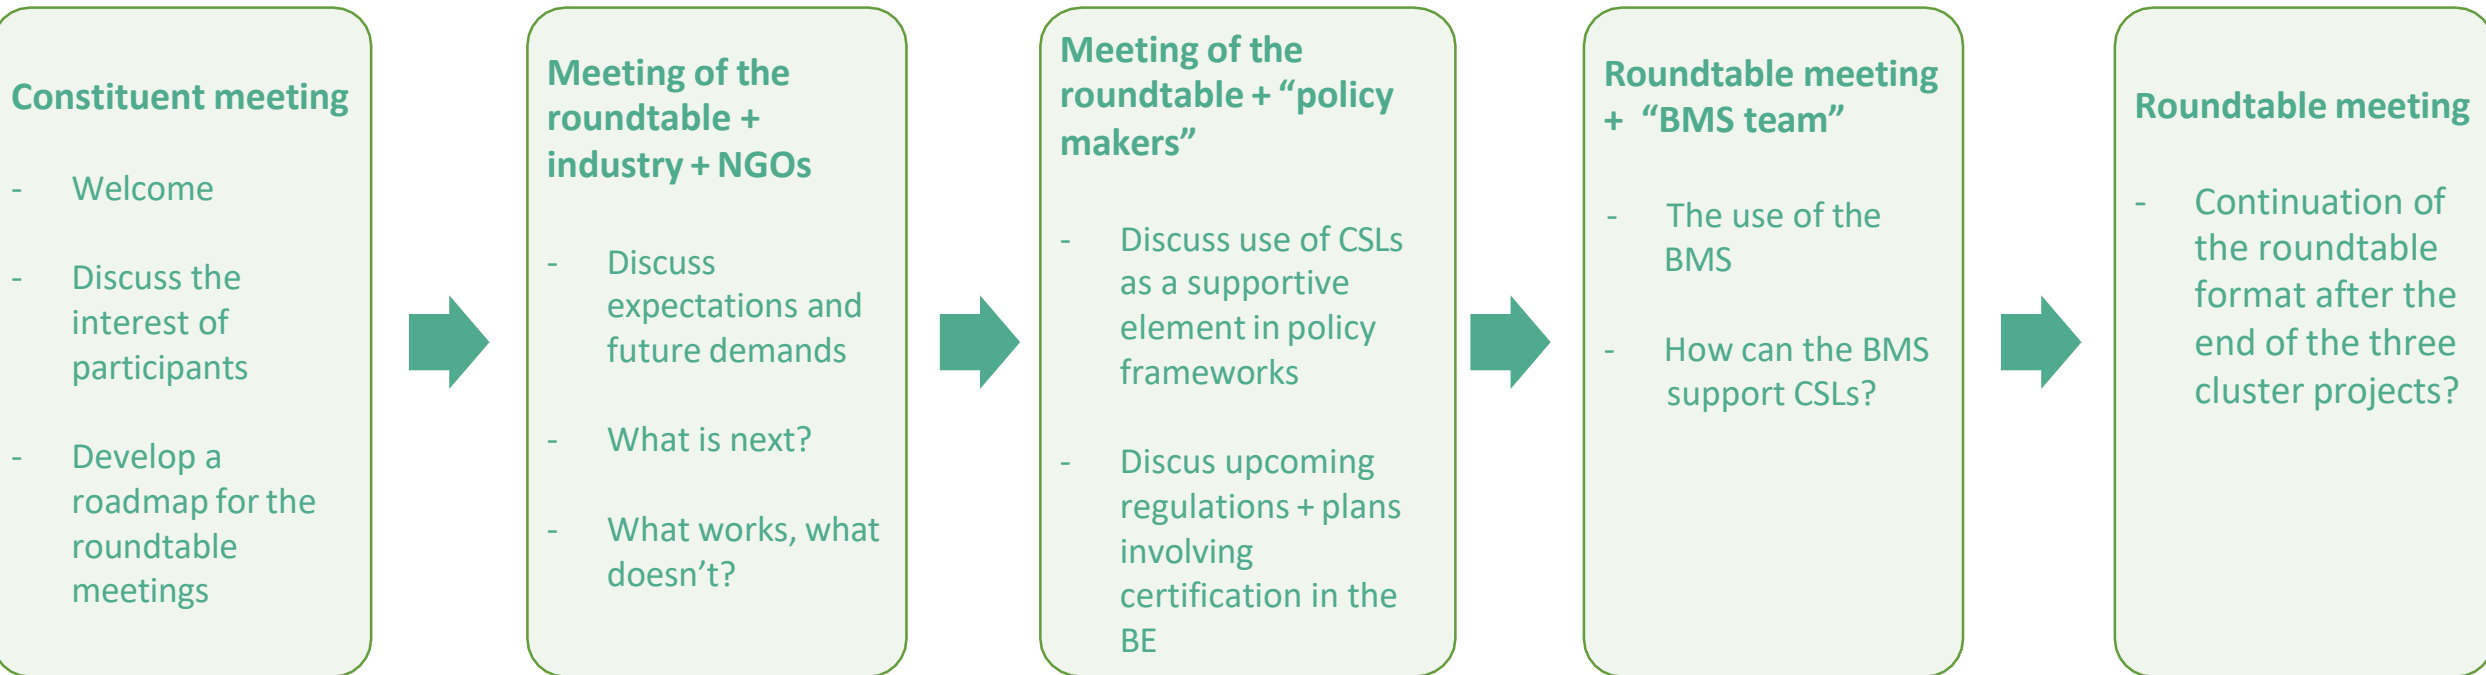 Constituent meeting
- Welcome
- Discuss the
interest of
participants
- Develop a
roadmap for the
roundtable
meetings
Meeting of the
roundtable +
industry + NGOs
- Discuss
expectations and
future demands
- What is next?
- What works, what
doesn’t?
Meeting of the
roundtable + “policy
makers”
- Discuss use of CSLs
as a supportive
element in policy
frameworks
- Discus upcoming
regulations + plans
involving
certification in the
BE
Roundtable meeting
+ “BMS team”
- The use of the
BMS
- How can the BMS
support CSLs?
Roundtable meeting
- Continuation of
the roundtable
format after the
end of the three
cluster projects?